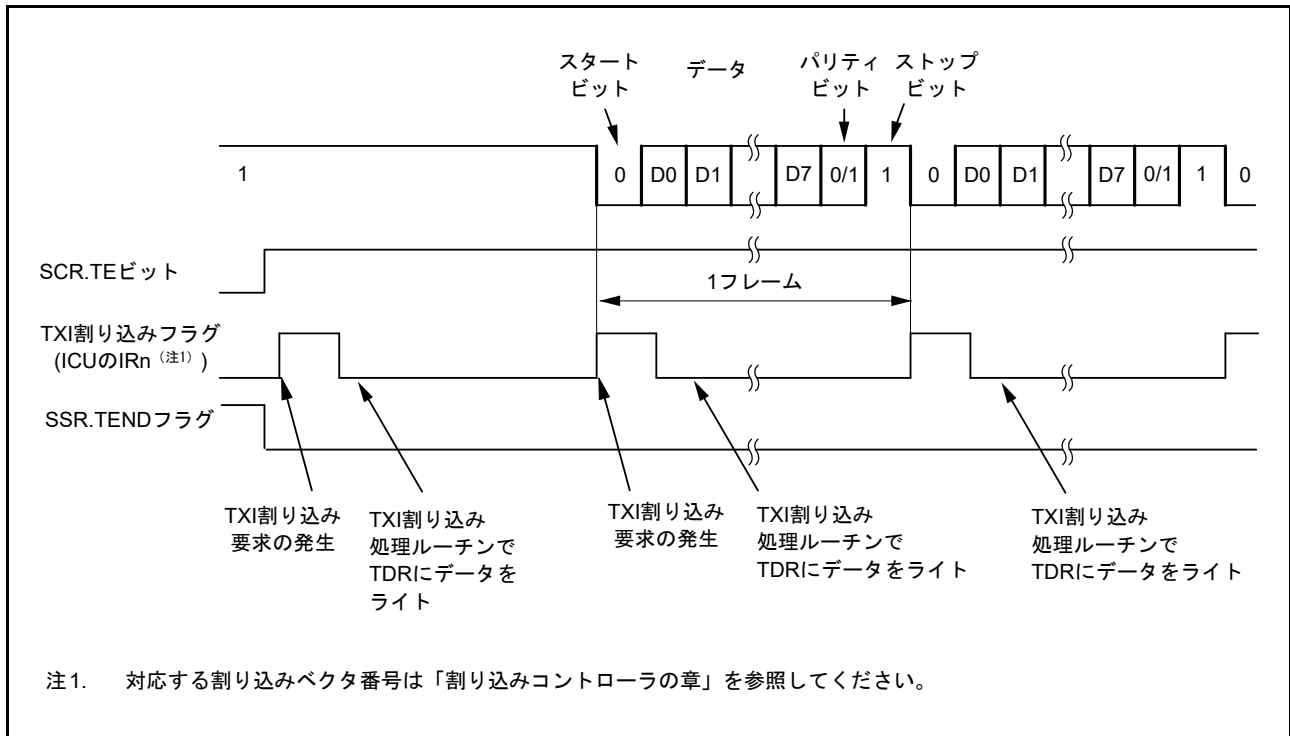 スタート
ビット
データ
パリティ
ビット
ストップ
ビット
1
0
D0
D1
D7
0/1
1
0
D0
D1
D7
0/1
1
0
SCR.TEビット
1フレーム
TXI割り込みフラグ
(ICUのIRn（注1）)
SSR.TENDフラグ
TXI割り込み
要求の発生
TXI割り込み
処理ルーチンで
TDRにデータを
ライト
TXI割り込み
要求の発生
TXI割り込み
処理ルーチンで
TDRにデータをライト
TXI割り込み
処理ルーチンで
TDRにデータをライト
注1. 対応する割り込みベクタ番号は「割り込みコントローラの章」を参照してください。